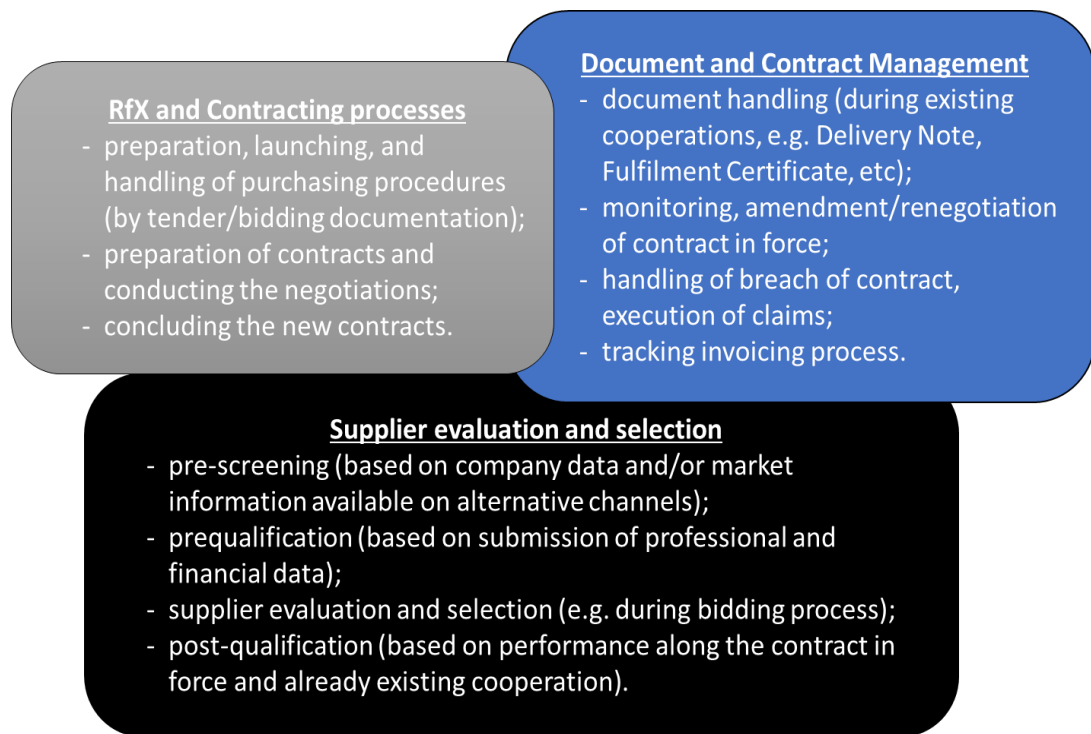 RfX and Contracting processes
- preparation, launching, and
handling of purchasing procedures
(by tender/bidding documentation);
- preparation of contracts and
conducting the negotiations;
- concluding the new contracts.
Document and Contract Management
- document handling (during existing
cooperations, e.g. Delivery Note,
Fulfilment Certificate, etc);
- monitoring, amendment/renegotiation
of contract in force;
- handling of breach of contract,
execution of claims;
- tracking invoicing process.
Supplier evaluation and selection
- pre-screening (based on company data and/or market
information available on alternative channels);
- prequalification (based on submission of professional and
financial data);
- supplier evaluation and selection (e.g. during bidding process);
- post-qualification (based on performance along the contract in
force and already existing cooperation).